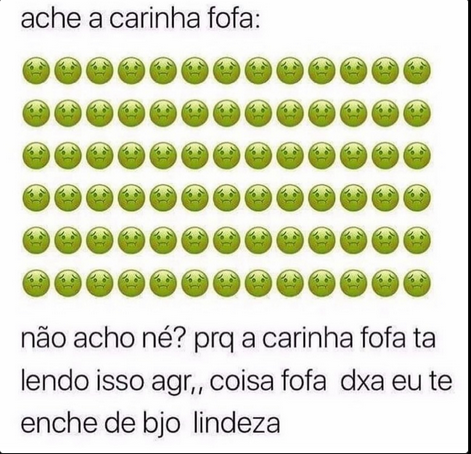 ache a carinha fofa:
não acho né? prq a carinha fofa ta
lendo isso agr,, coisa fofa dxa eu te
enche de bjo lindeza